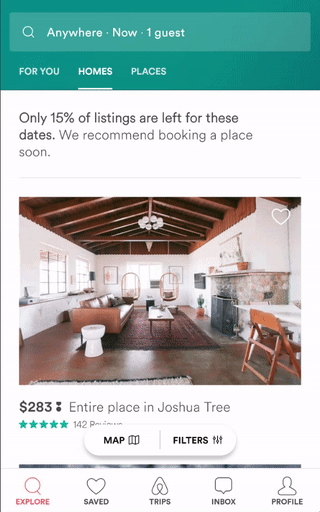 Anywhere · Now · 1 guest
FOR YOU HOMES PLACES
Only 15% of listings are left for these
dates. We recommend booking a place
soon.
$283 Entire place in Joshua Tree
142 Reviews
MAP FILTERS
EXPLORE SAVED TRIPS INBOX PROFILE